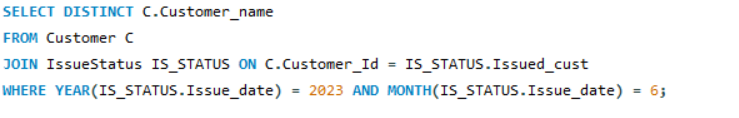 SELECT DISTINCT C.Customer_name
FROM Customer C
JOIN IssueStatus IS_STATUS ON C.Customer_Id = IS_STATUS.Issued_cust
WHERE YEAR(IS_STATUS.Issue_date) = 2023 AND MONTH(IS_STATUS.Issue_date) = 6;